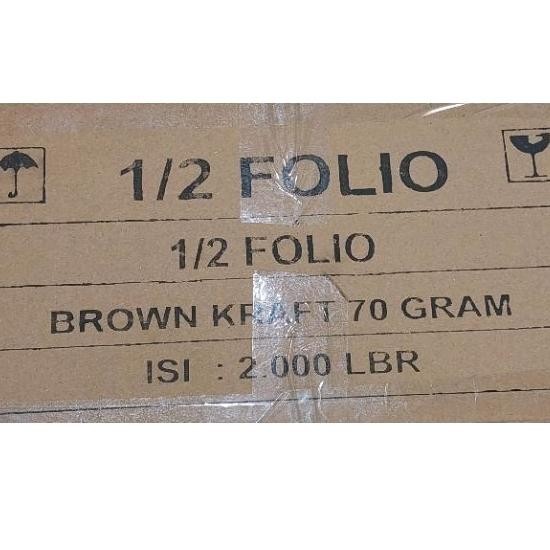 1/2 FOLIO
1/2 FOLIO
BROWN KRAFT 70 GRAM
ISI : 2.000 LBR